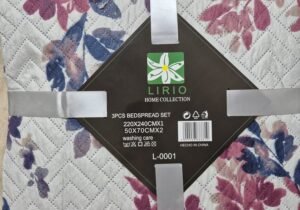 LIRIO
HOME COLLECTION
3PCS BEDSPREAD SET
220X240CMX1
50X70CMX2
washing care
HECHO EN CHINA
L-0001